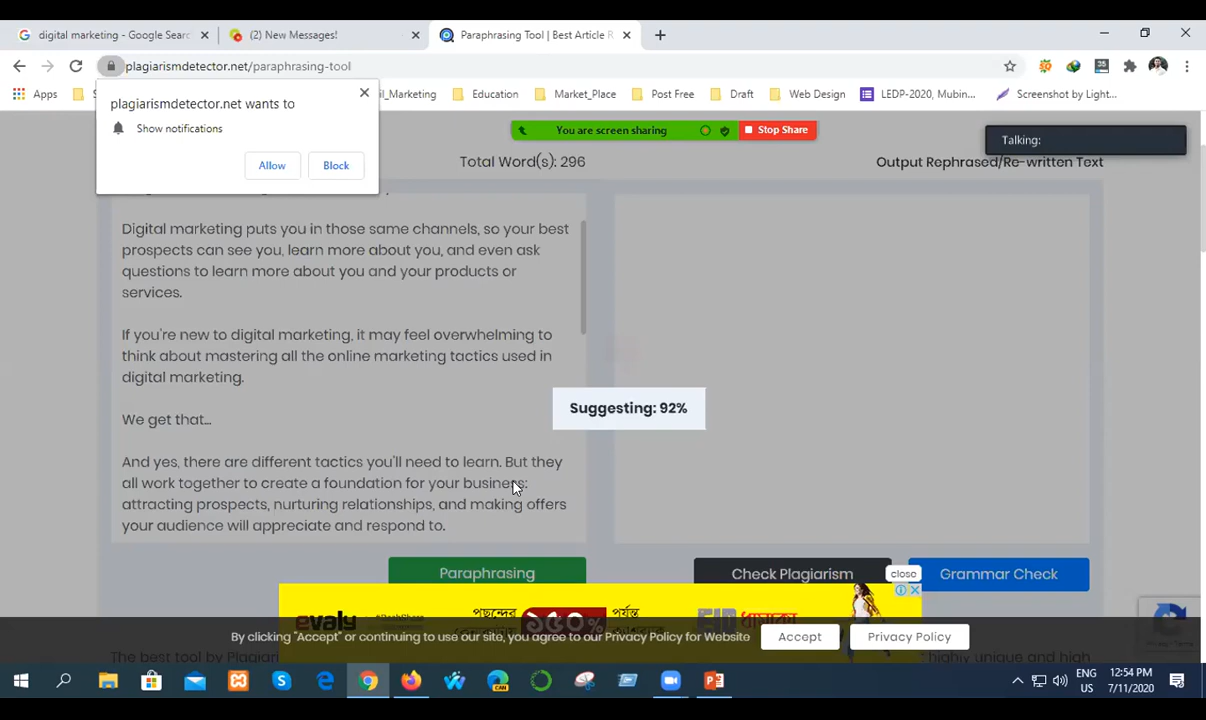 digital marketing - Google Searc
(2) New Messages!
Paraphrasing Tool | Best Article R
plagiarismdetector.net/paraphrasing-tool
Apps
il_Marketing
Education
Market_Place
Post Free
Draft
Web Design
LEDP-2020, Mubin...
Screenshot by Light...
plagiarismdetector.net wants to
Show notifications
Allow
Block
You are screen sharing
Stop Share
Talking:
Total Word(s): 296
Output Rephrased/Re-written Text
Digital marketing puts you in those same channels, so your best
prospects can see you, learn more about you, and even ask
questions to learn more about you and your products or
services.
If you're new to digital marketing, it may feel overwhelming to
think about mastering all the online marketing tactics used in
digital marketing.
We get that...
Suggesting: 92%
And yes, there are different tactics you'll need to learn. But they
all work together to create a foundation for your business:
attracting prospects, nurturing relationships, and making offers
your audience will appreciate and respond to.
Paraphrasing
Check Plagiarism
Grammar Check
close
evaly
পছন্দের
১৫০%
পর্যন্ত
By clicking "Accept" or continuing to use our site, you agree to our Privacy Policy for Website
Accept
Privacy Policy
The best tool by Plagiari
highly unique and high
ENG
US
12:54 PM
7/11/2020